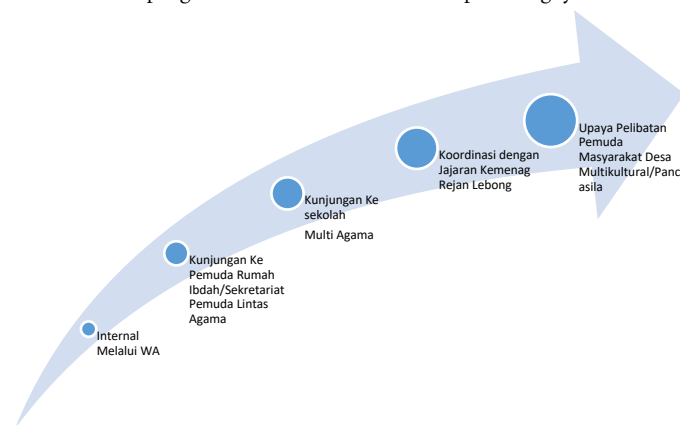 Internal
Melalui WA
Kunjungan Ke
Pemuda Rumah
Ibdah/Sekretariat
Pemuda Lintas
Agama
Kunjungan Ke
sekolah
Multi Agama
Koordinasi dengan
Jajaran Kemenag
Rejan Lebong
Upaya Pelibatan
Pemuda
Masyarakat Desa
Multikultural/Panc
asila